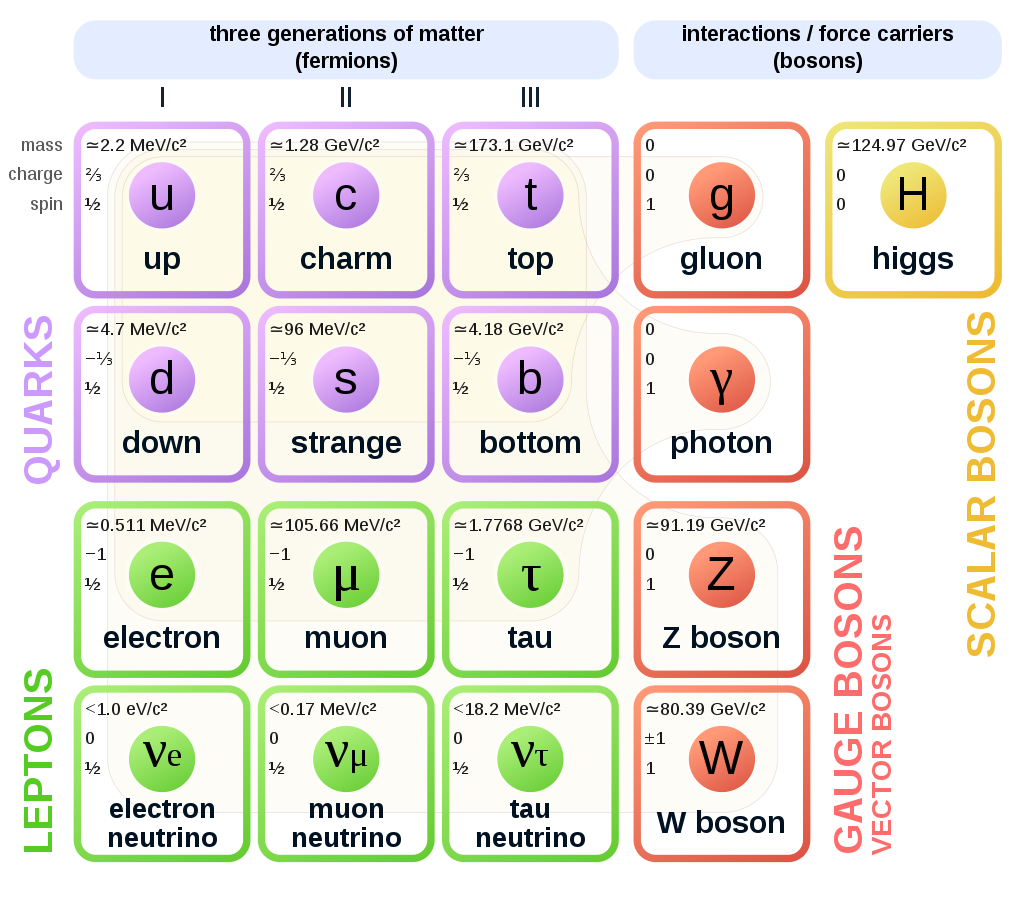 three generations of matter
(fermions)
interactions / force carriers
(bosons)
I II III
mass
charge
spin
≃2.2 MeV/c²
⅔
½
u
up
≃1.28 GeV/c²
⅔
½
c
charm
≃173.1 GeV/c²
⅔
½
t
top
0
0
1
g
gluon
≃124.97 GeV/c²
0
0
H
higgs
QUARKS
≃4.7 MeV/c²
−⅓
½
d
down
≃96 MeV/c²
−⅓
½
s
strange
≃4.18 GeV/c²
−⅓
½
b
bottom
0
0
1
γ
photon
SCALAR BOSONS
LEPTONS
≃0.511 MeV/c²
−1
½
e
electron
≃105.66 MeV/c²
−1
½
μ
muon
≃1.7768 GeV/c²
−1
½
τ
tau
≃91.19 GeV/c²
0
1
Z
Z boson
GAUGE BOSONS
VECTOR BOSONS
<1.0 eV/c²
0
½
νe
electron
neutrino
<0.17 MeV/c²
0
½
νμ
muon
neutrino
<18.2 MeV/c²
0
½
ντ
tau
neutrino
≃80.39 GeV/c²
±1
1
W
W boson